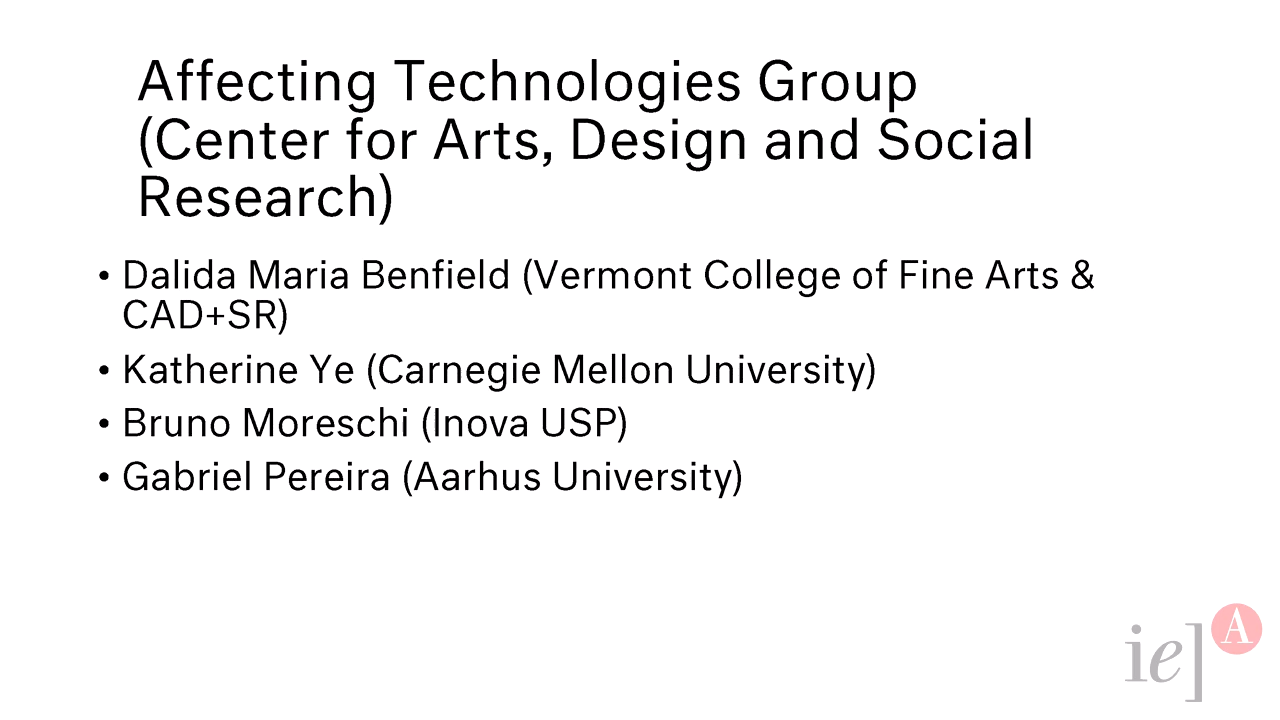 Affecting Technologies Group
(Center for Arts, Design and Social
Research)
• Dalida Maria Benfield (Vermont College of Fine Arts &
CAD+SR)
• Katherine Ye (Carnegie Mellon University)
• Bruno Moreschi (Inova USP)
• Gabriel Pereira (Aarhus University)
ie] A